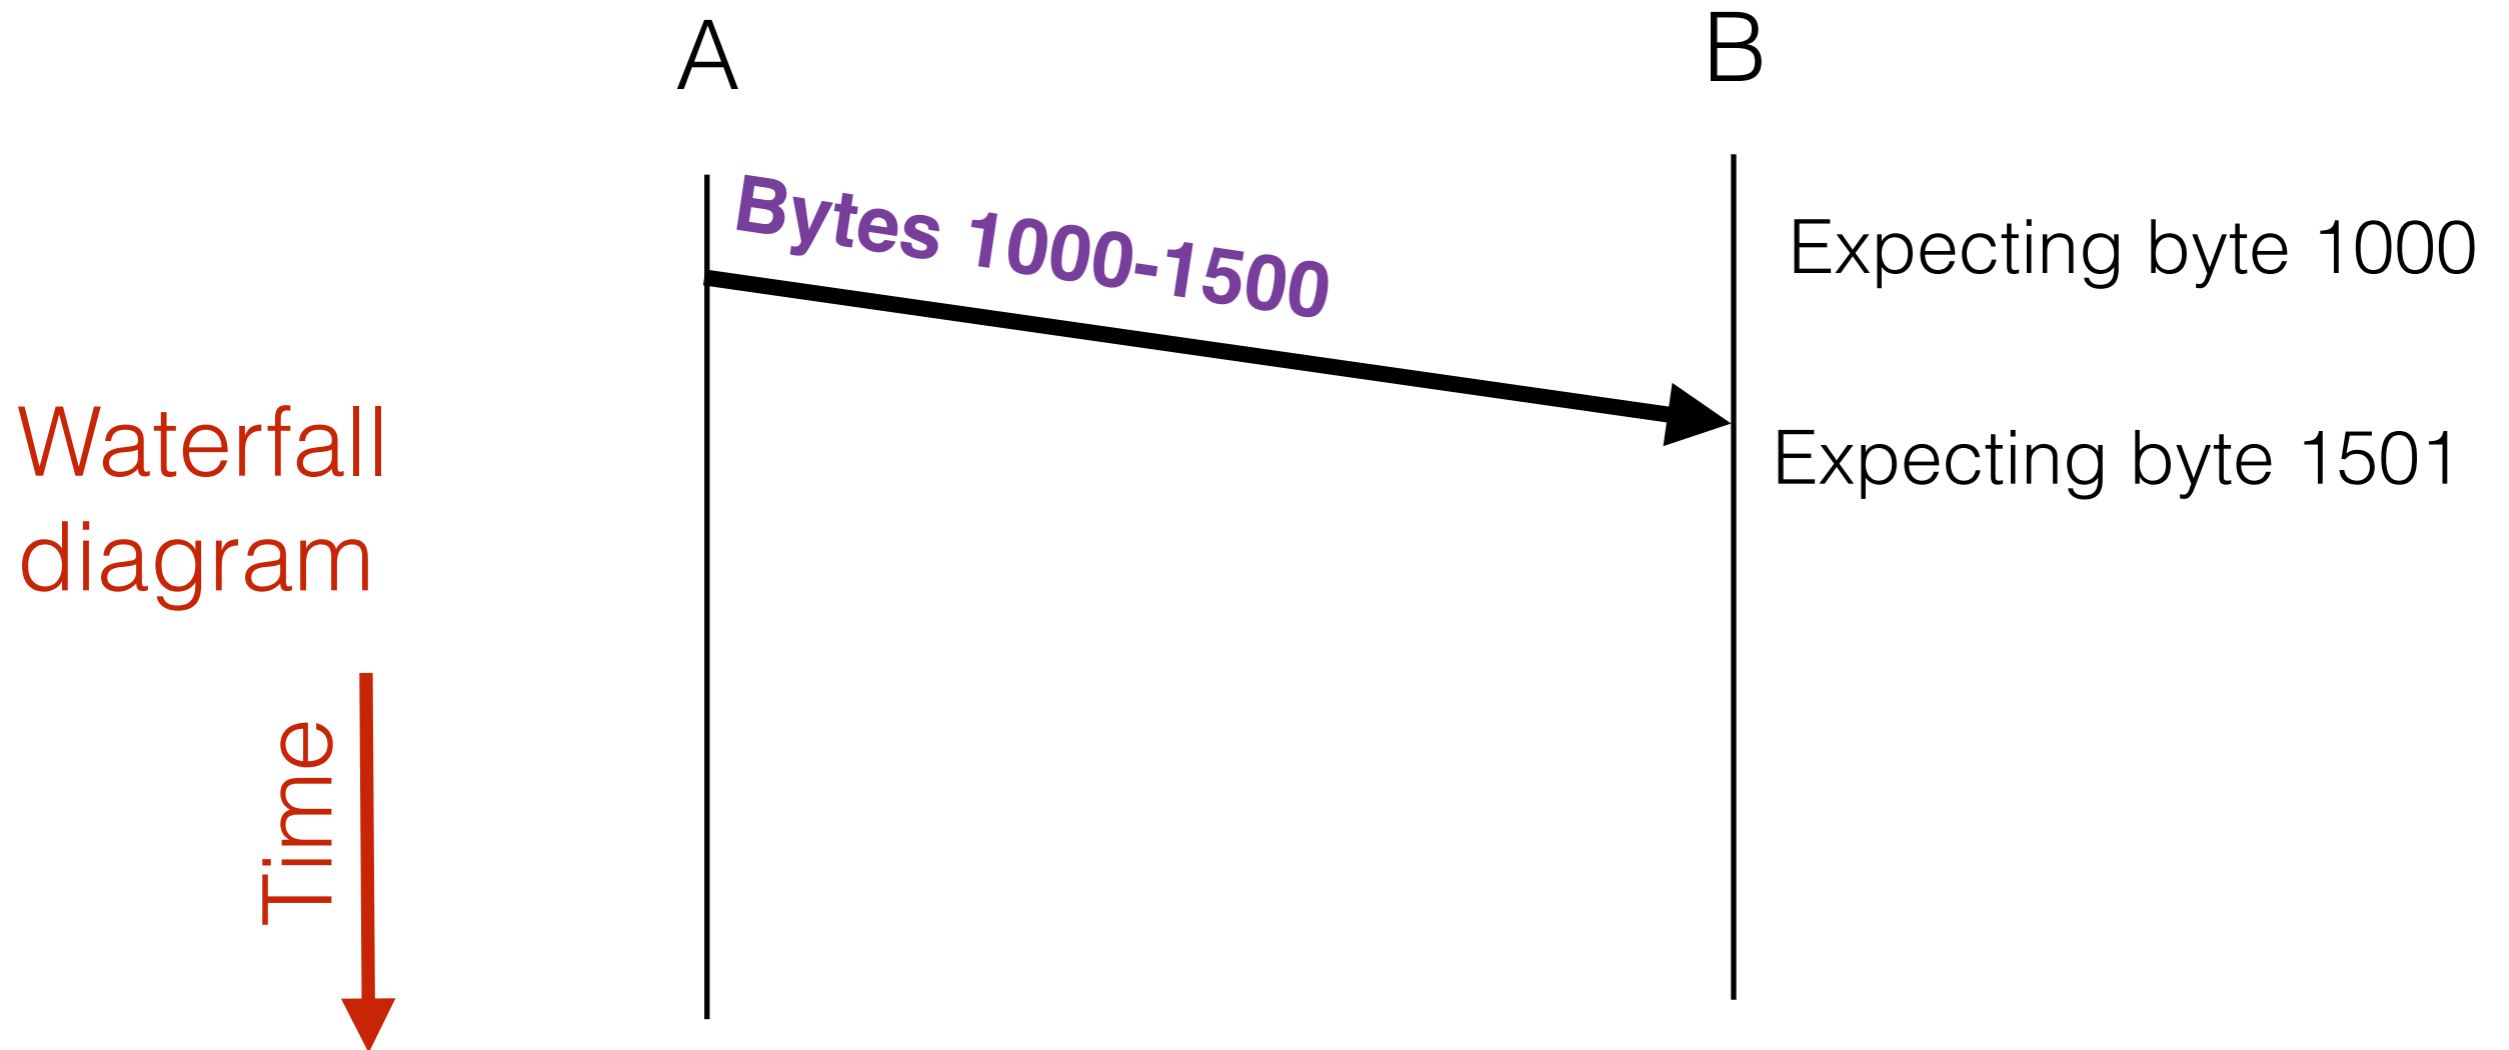 A
B
Bytes 1000-1500
Expecting byte 1000
Expecting byte 1501
Waterfall
diagram
Time